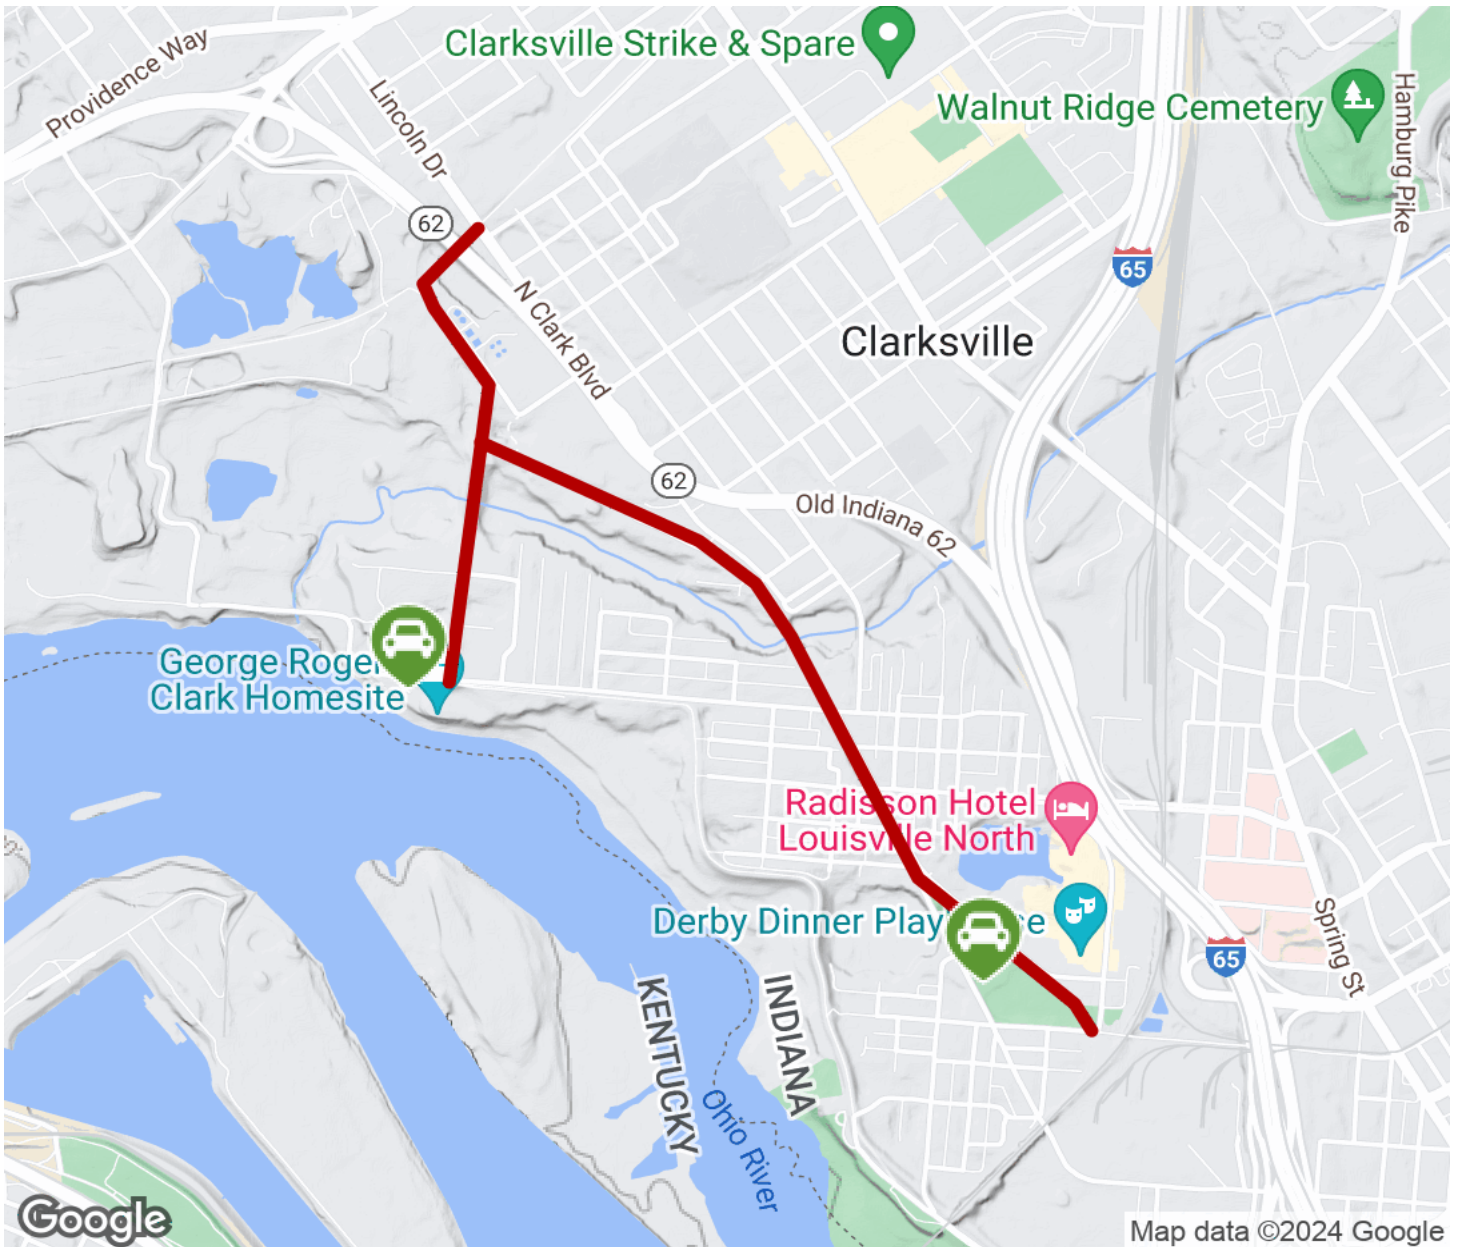 Providence Way
Lincoln Dr
Clarksville Strike & Spare
Walnut Ridge Cemetery
Hamburg Pike
62
65
N Clark Blvd
Clarksville
62
Old Indiana 62
George Roge
Clark Homesite
Radisson Hotel
Louisville North
Derby Dinner Play ce
65
Spring St
KENTUCKY
INDIANA
Ohio River
Google
Map data ©2024 Google